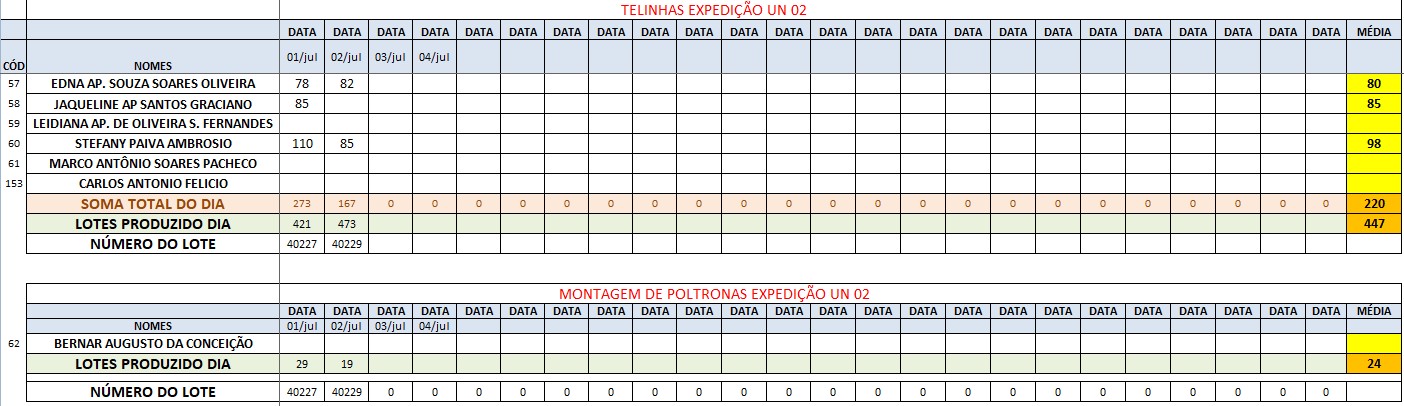 TELINHAS EXPEDIÇÃO UN 02
DATA DATA DATA DATA DATA DATA DATA DATA DATA DATA DATA DATA DATA DATA DATA DATA DATA DATA DATA DATA DATA DATA DATA DATA MÉDIA
CÓD NOMES 01/jul 02/jul 03/jul 04/jul
57 EDNA AP. SOUZA SOARES OLIVEIRA 78 82 80
58 JAQUELINE AP SANTOS GRACIANO 85 85
59 LEIDIANA AP. DE OLIVEIRA S. FERNANDES
60 STEFANY PAIVA AMBROSIO 110 85 98
61 MARCO ANTÔNIO SOARES PACHECO
153 CARLOS ANTONIO FELICIO
SOMA TOTAL DO DIA 273 167 0 0 0 0 0 0 0 0 0 0 0 0 0 0 0 0 0 0 0 0 0 0 220
LOTES PRODUZIDO DIA 421 473 447
NÚMERO DO LOTE 40227 40229
MONTAGEM DE POLTRONAS EXPEDIÇÃO UN 02
DATA DATA DATA DATA DATA DATA DATA DATA DATA DATA DATA DATA DATA DATA DATA DATA DATA DATA DATA DATA DATA DATA DATA DATA MÉDIA
NOMES 01/jul 02/jul 03/jul 04/jul
62 BERNAR AUGUSTO DA CONCEIÇÃO
LOTES PRODUZIDO DIA 29 19 24
NÚMERO DO LOTE 40227 40229 0 0 0 0 0 0 0 0 0 0 0 0 0 0 0 0 0 0 0 0 0 0